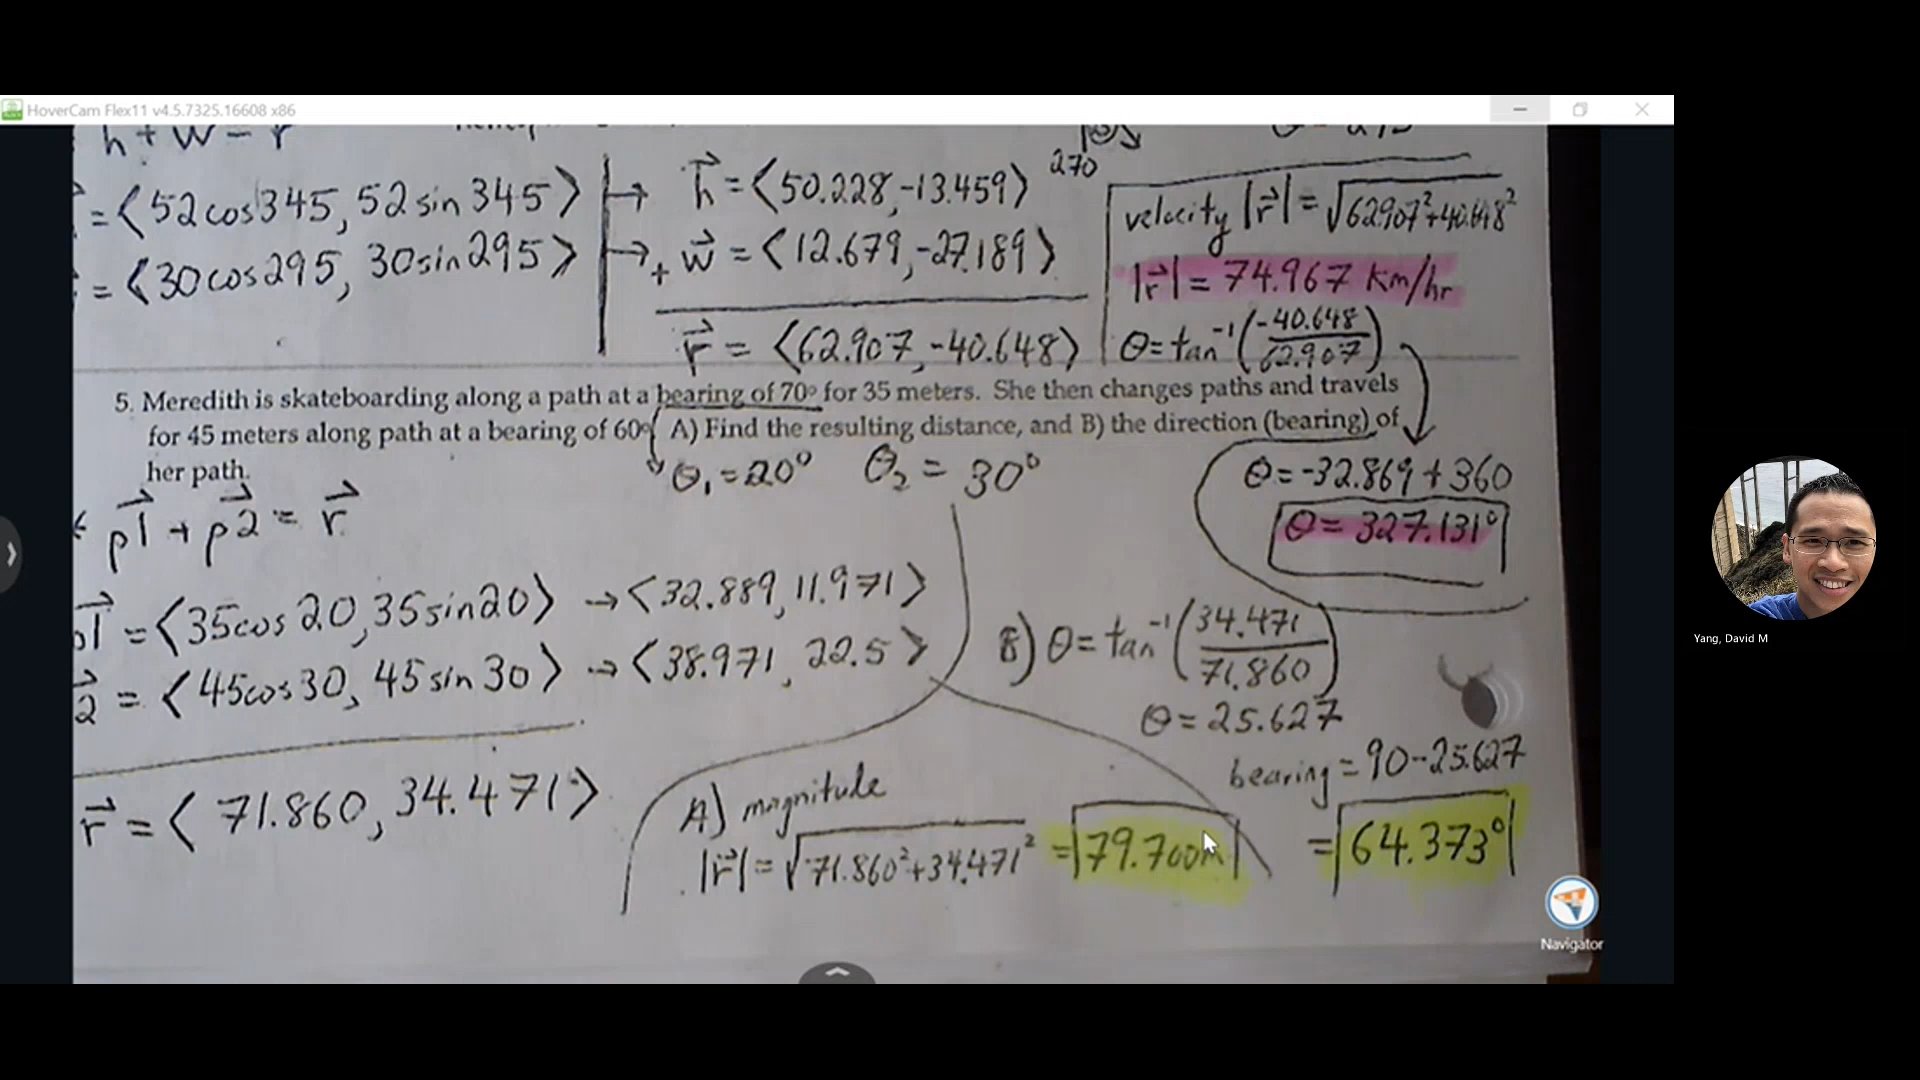 HoverCam Flex11 v4.5.7325.16608 x86
h + w = r
= <52cos345, 52sin345> → h = <50.228, -13.459> 270
= <30cos295, 30sin295> → + w = <12.679, -27.189>
r = <62.907, -40.648>
velocity |r| = √62.907²+40.648²
|r| = 74.967 Km/hr
θ = tan⁻¹(-40.648/62.907)
5. Meredith is skateboarding along a path at a bearing of 70° for 35 meters. She then changes paths and travels
for 45 meters along path at a bearing of 60° A) Find the resulting distance, and B) the direction (bearing) of
her path.
θ₁ = 20° θ₂ = 30°
θ = -32.869 + 360
θ = 327.131°
p1 + p2 = r
p1 = <35cos20, 35sin20> → <32.889, 11.971>
2 = <45cos30, 45sin30> → <38.971, 22.5>
r = <71.860, 34.471>
A) magnitude
|r| = √71.860²+34.471² = 79.700m
B) θ = tan⁻¹(34.471/71.860)
θ = 25.627
bearing = 90-25.627
= 64.373°
Navigator
Yang, David M